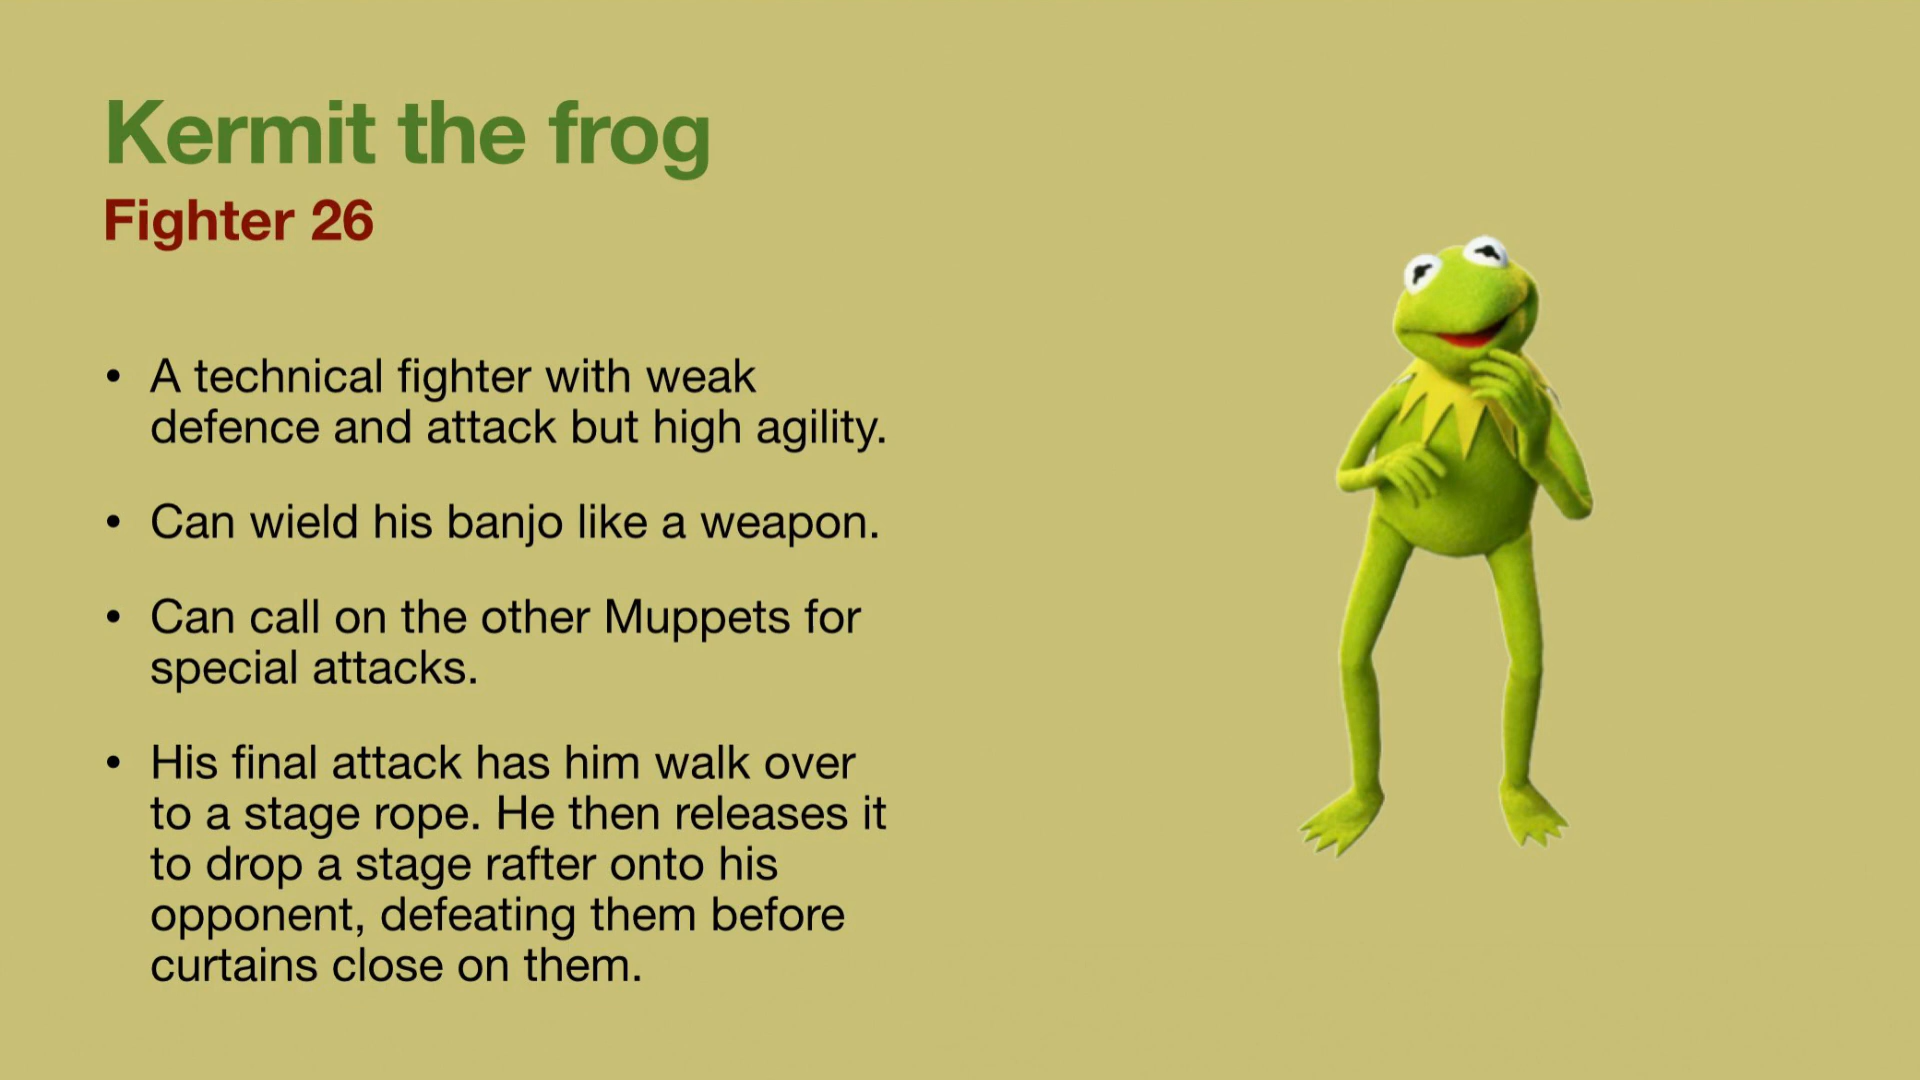 Kermit the frog
Fighter 26
• A technical fighter with weak
defence and attack but high agility.
• Can wield his banjo like a weapon.
• Can call on the other Muppets for
special attacks.
• His final attack has him walk over
to a stage rope. He then releases it
to drop a stage rafter onto his
opponent, defeating them before
curtains close on them.